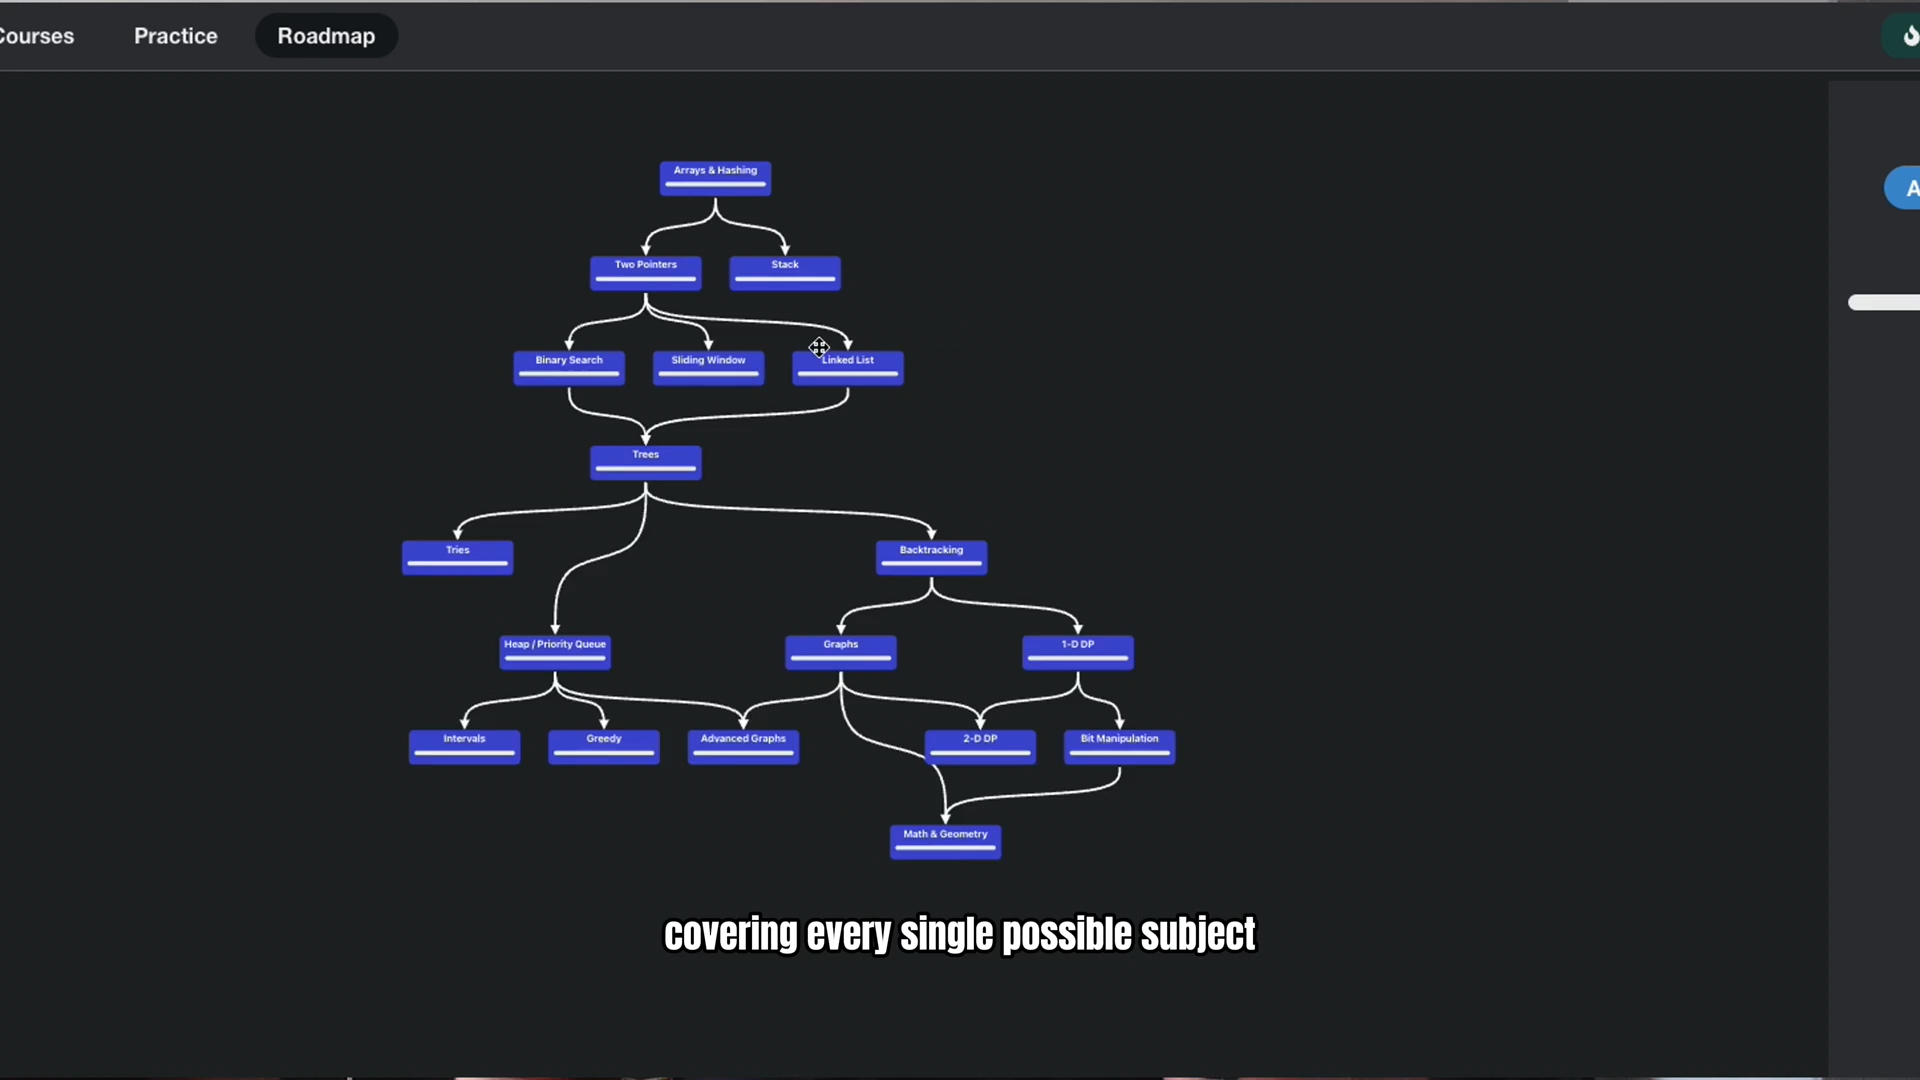 Courses Practice Roadmap
A
Arrays & Hashing
Two Pointers Stack
Binary Search Sliding Window Linked List
Trees
Tries Backtracking
Heap / Priority Queue Graphs 1-D DP
Intervals Greedy Advanced Graphs 2-D DP Bit Manipulation
Math & Geometry
covering every single possible subject